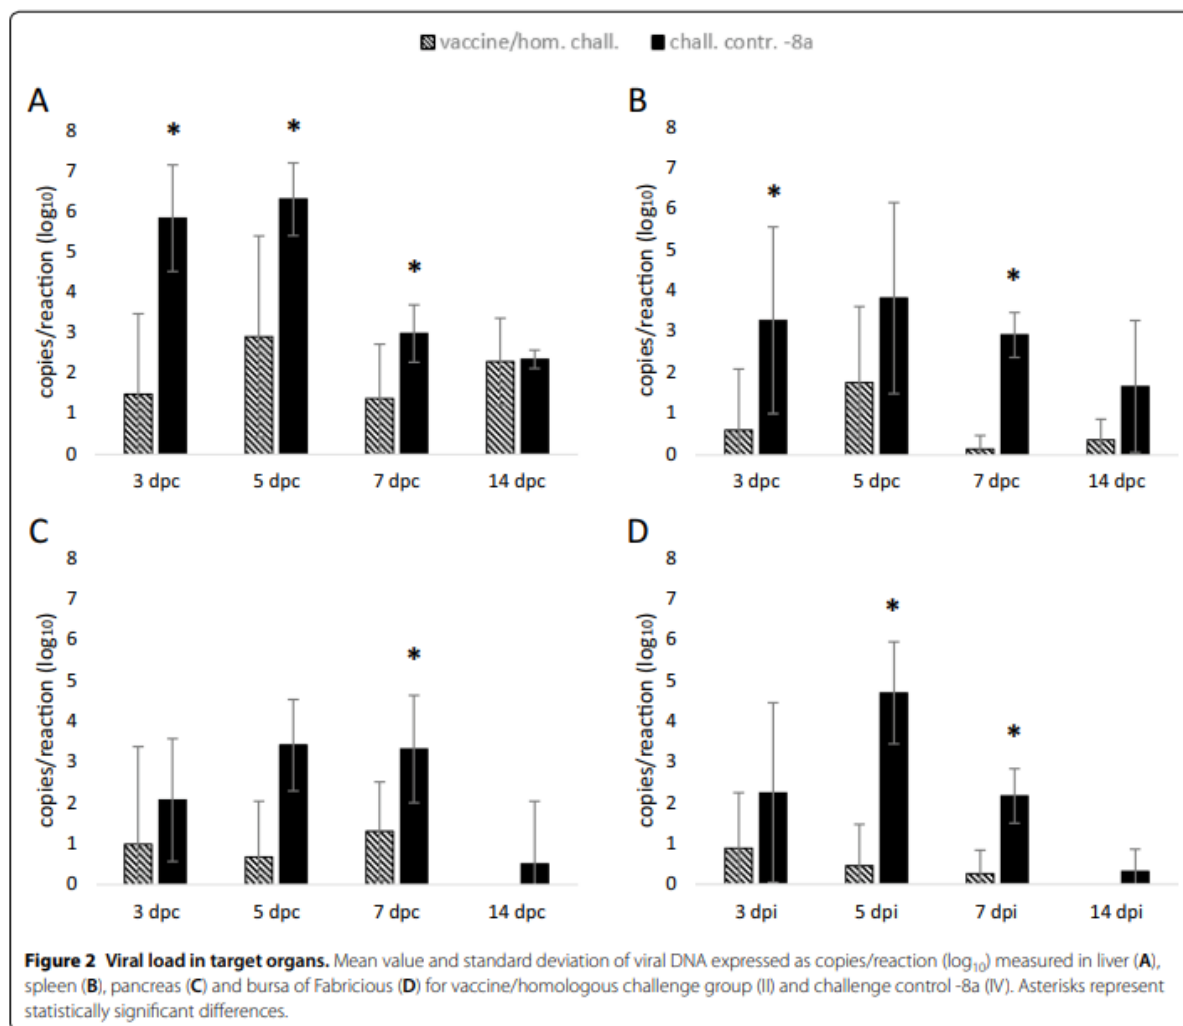 vaccine/hom. chall. chall. contr. -8a
A
* * *
copies/reaction (log10)
8
7
6
5
4
3
2
1
0
3 dpc 5 dpc 7 dpc 14 dpc
B
* *
copies/reaction (log10)
8
7
6
5
4
3
2
1
0
3 dpc 5 dpc 7 dpc 14 dpc
C
*
copies/reaction (log10)
8
7
6
5
4
3
2
1
0
3 dpc 5 dpc 7 dpc 14 dpc
D
* *
copies/reaction (log10)
8
7
6
5
4
3
2
1
0
3 dpi 5 dpi 7 dpi 14 dpi
Figure 2 Viral load in target organs. Mean value and standard deviation of viral DNA expressed as copies/reaction (log10) measured in liver (A),
spleen (B), pancreas (C) and bursa of Fabricious (D) for vaccine/homologous challenge group (II) and challenge control -8a (IV). Asterisks represent
statistically significant differences.